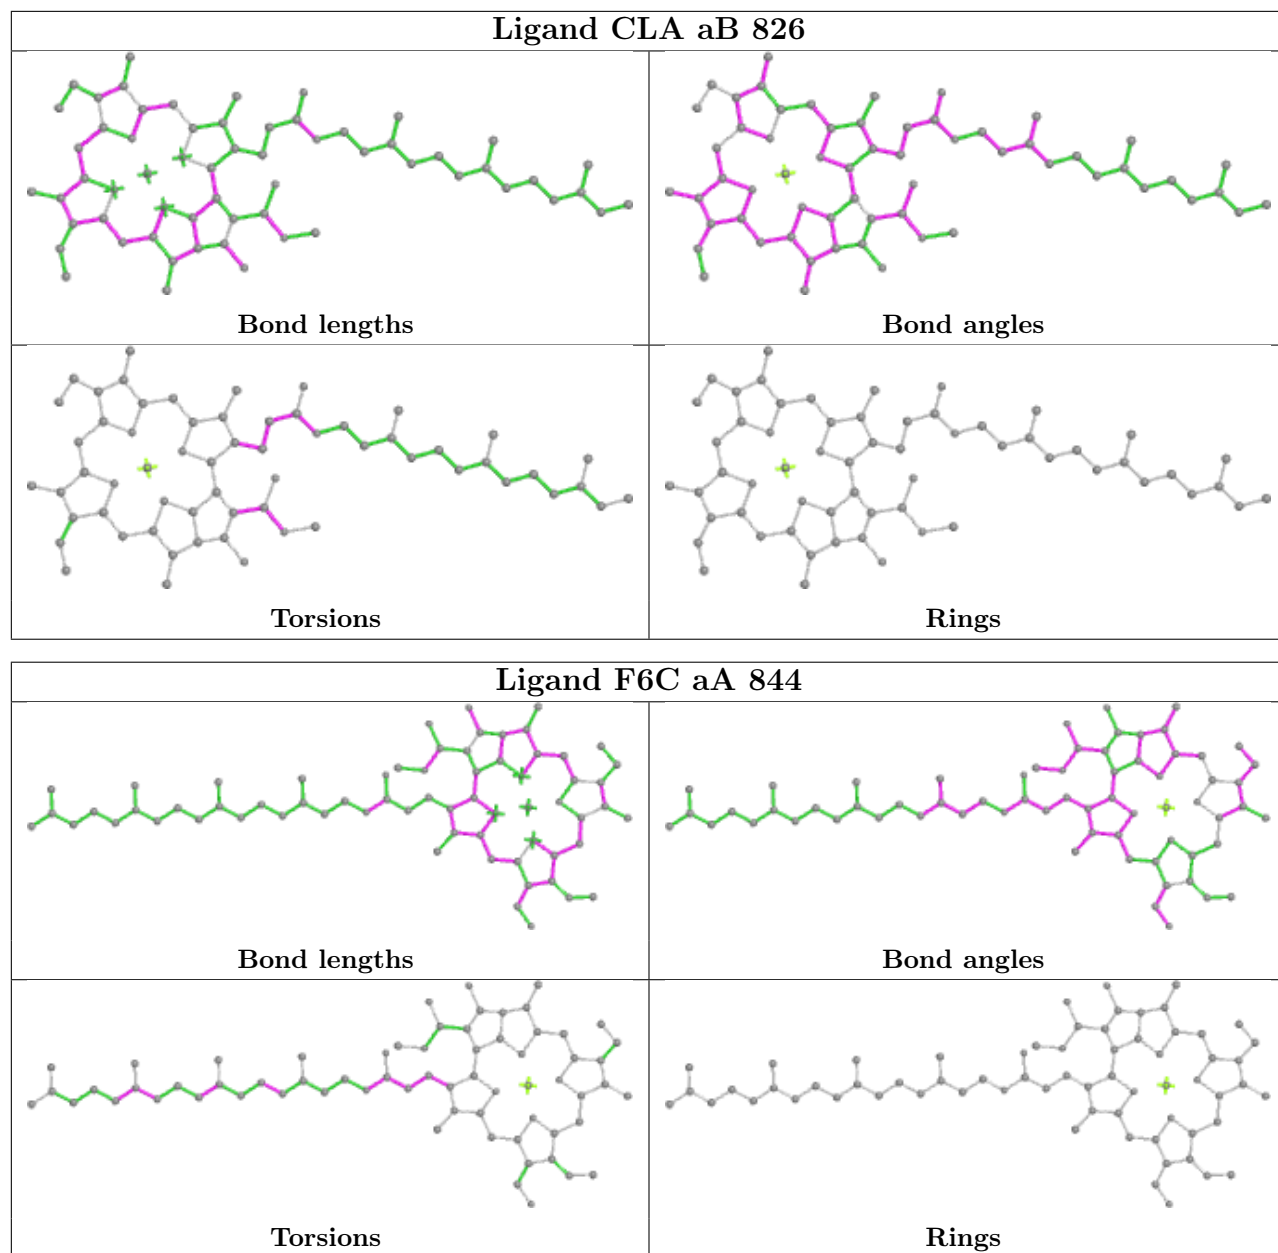 Ligand CLA aB 826
Bond lengths
Bond angles
Torsions
Rings
Ligand F6C aA 844
Bond lengths
Bond angles
Torsions
Rings